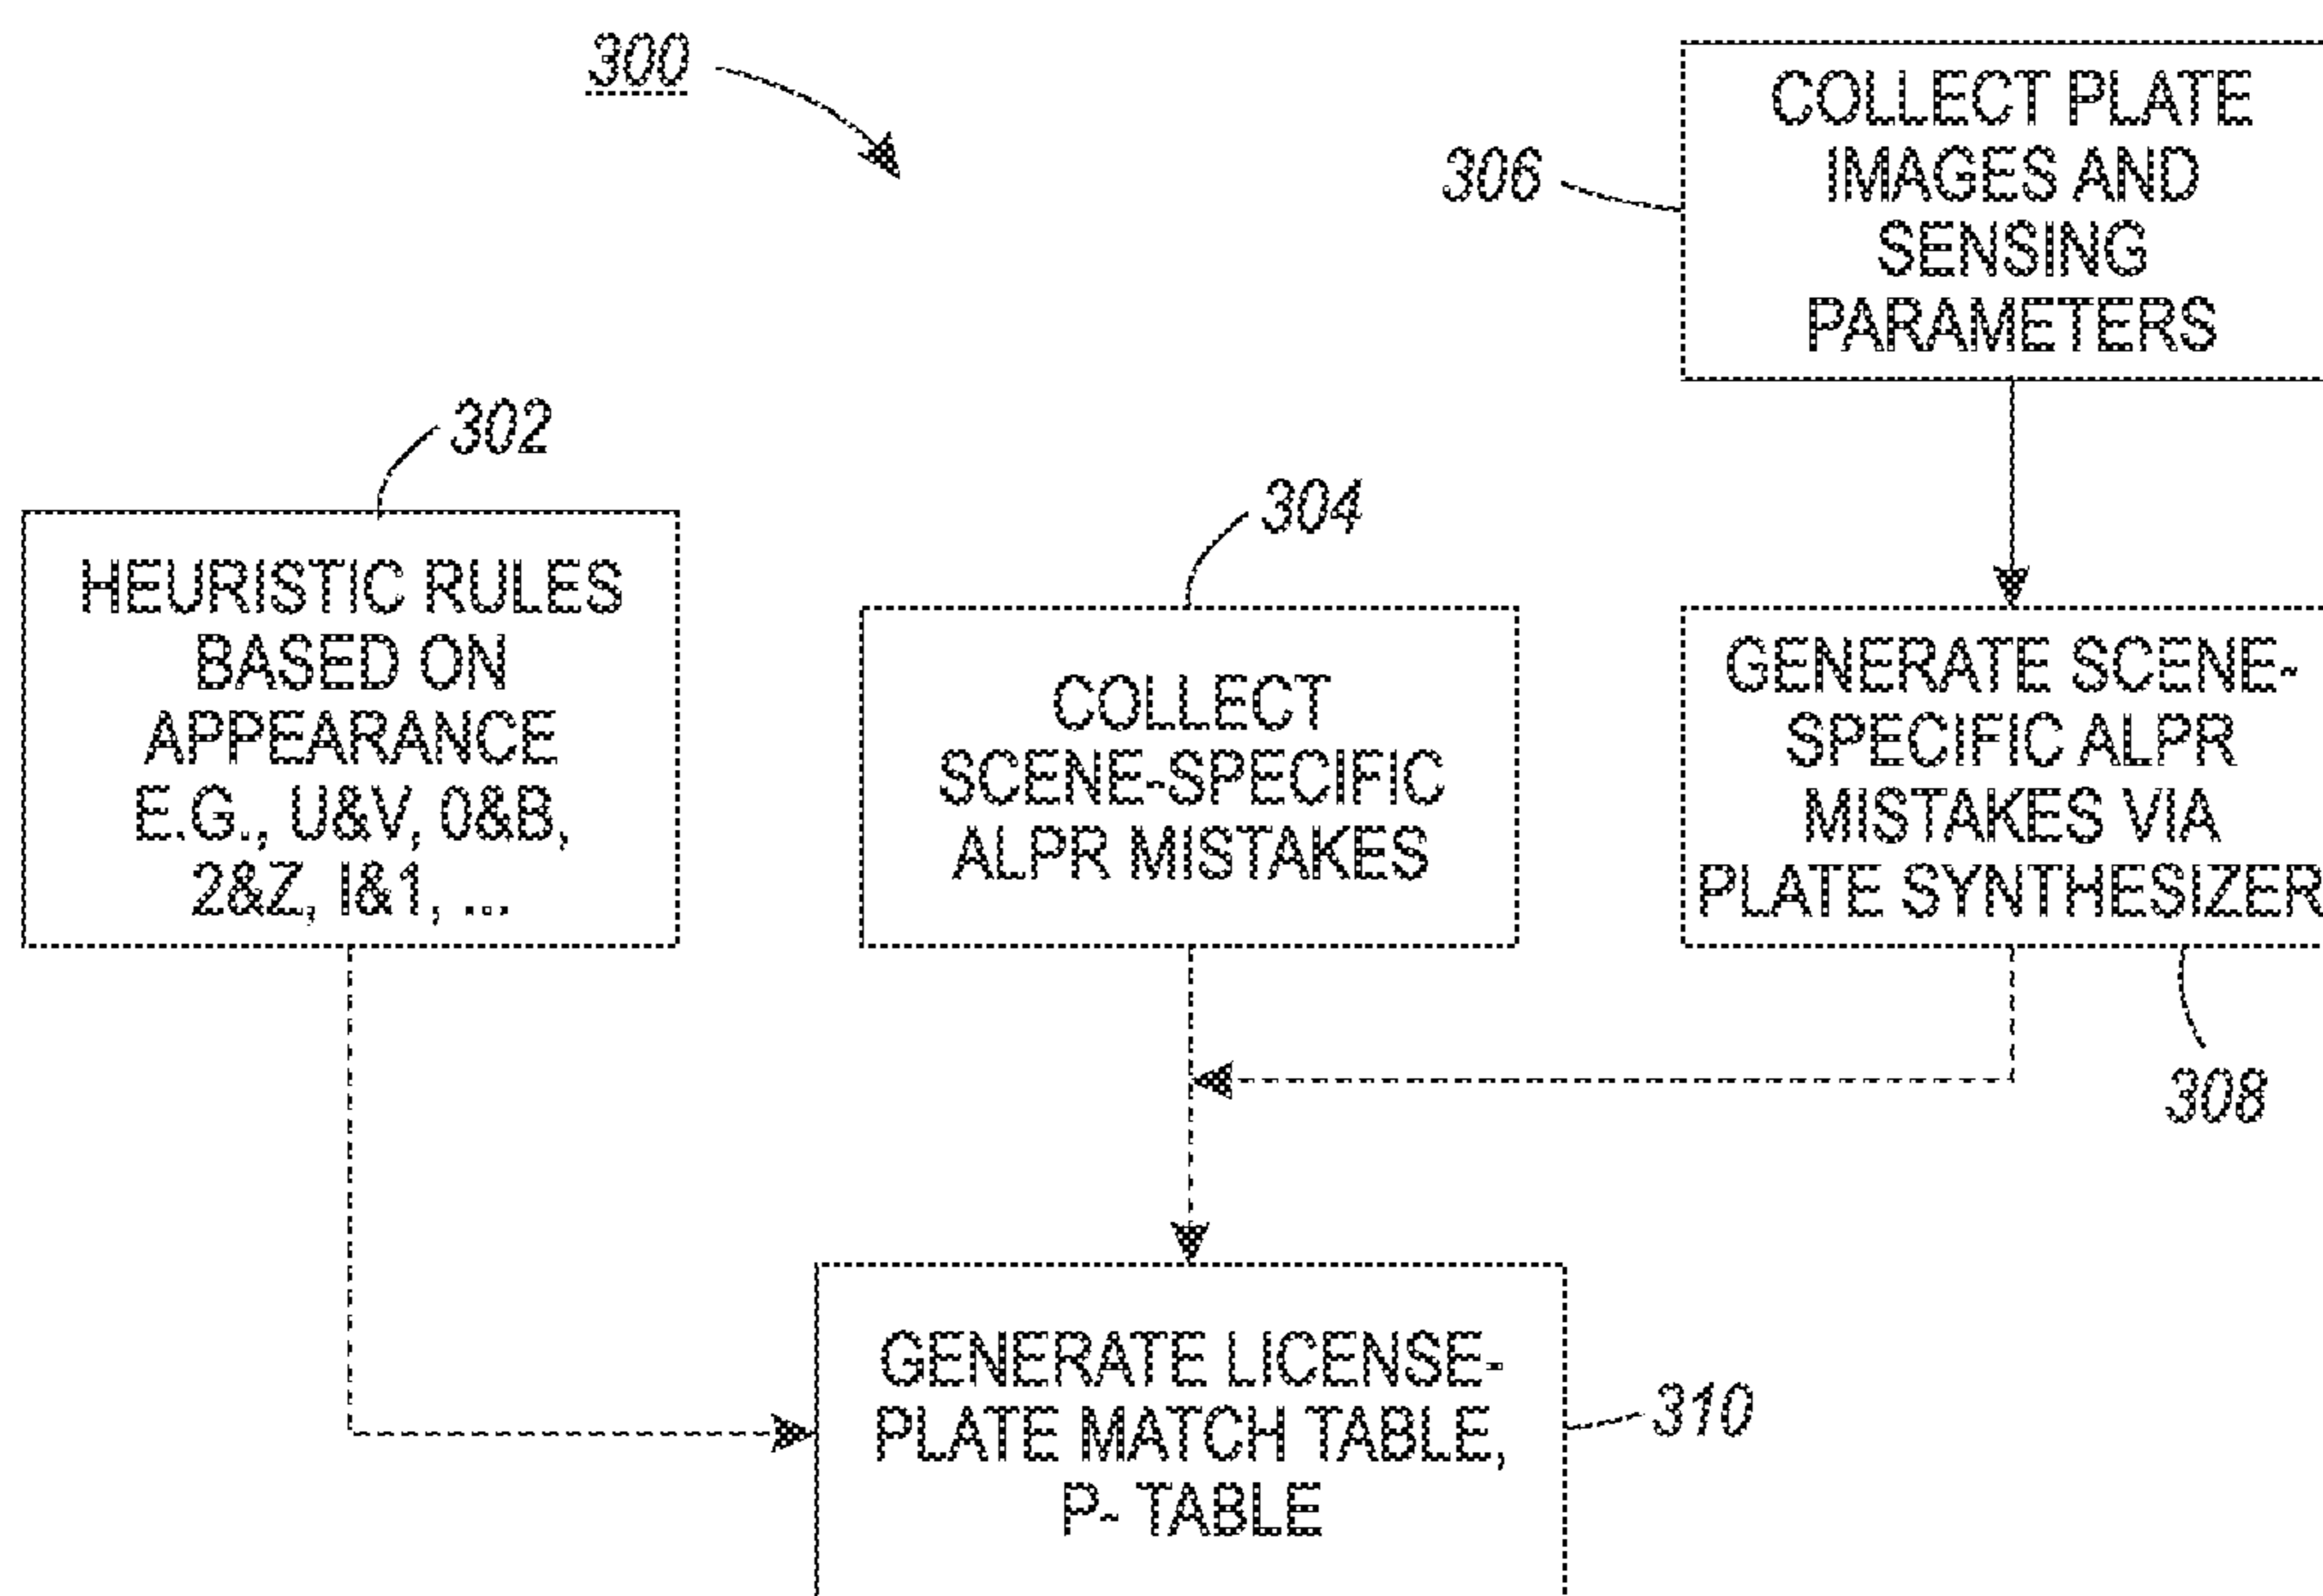 300
COLLECT PLATE
IMAGES AND
SENSING
PARAMETERS
306
302
HEURISTIC RULES
BASED ON
APPEARANCE
E.G., U&V, 0&B,
2&Z, I&1, ...
304
COLLECT
SCENE-SPECIFIC
ALPR MISTAKES
GENERATE SCENE-
SPECIFIC ALPR
MISTAKES VIA
PLATE SYNTHESIZER
308
GENERATE LICENSE-
PLATE MATCH TABLE,
P- TABLE
310